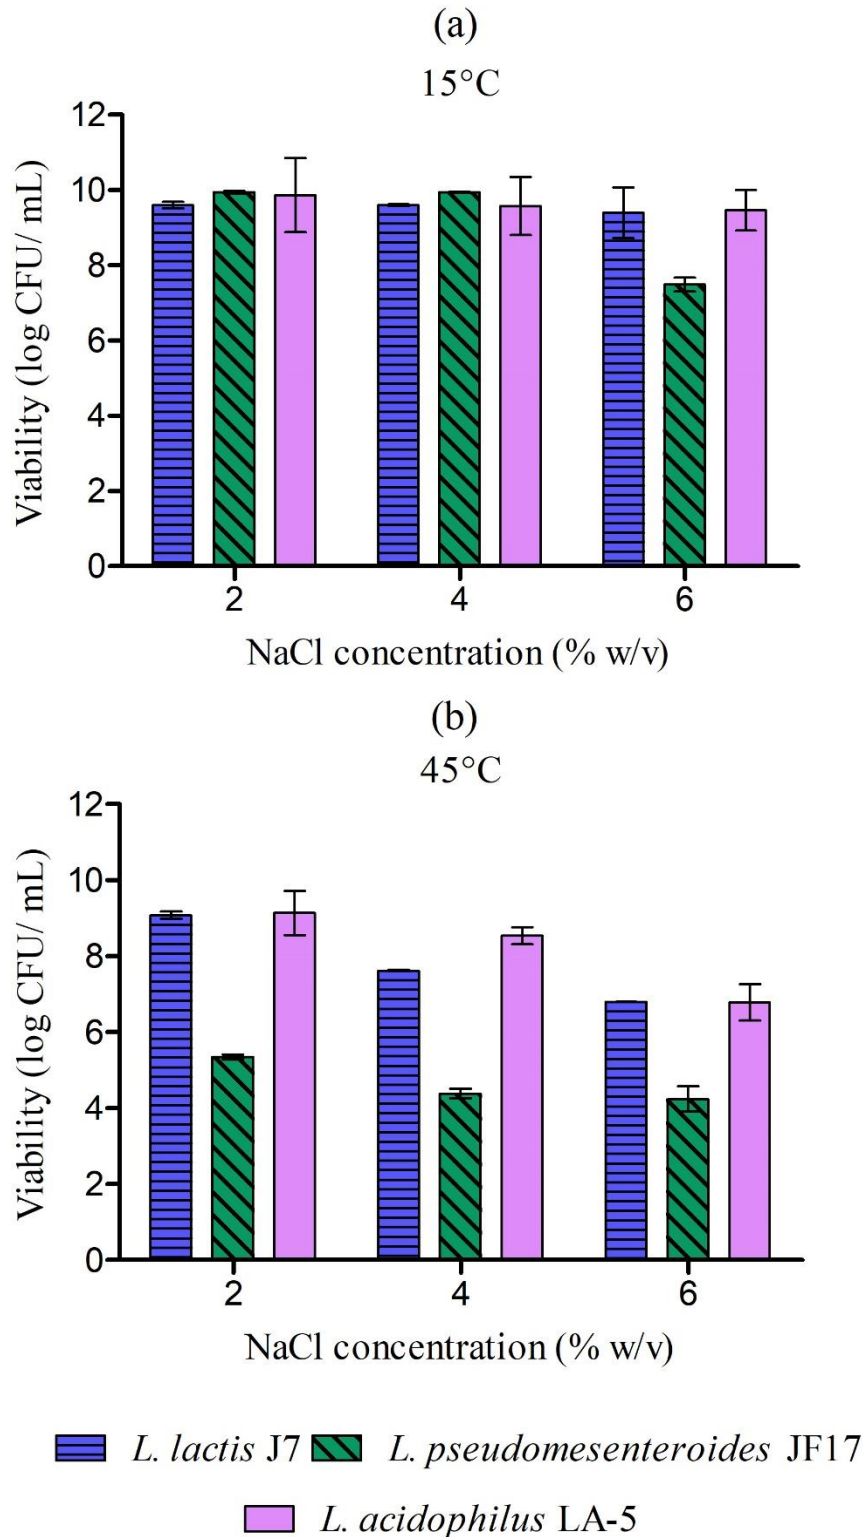 (a)
15°C
Viability (log CFU/ mL)
12
10
8
6
4
2
0
2 4 6
NaCl concentration (% w/v)
(b)
45°C
Viability (log CFU/ mL)
12
10
8
6
4
2
0
2 4 6
NaCl concentration (% w/v)
L. lactis J7 L. pseudomesenteroides JF17
L. acidophilus LA-5